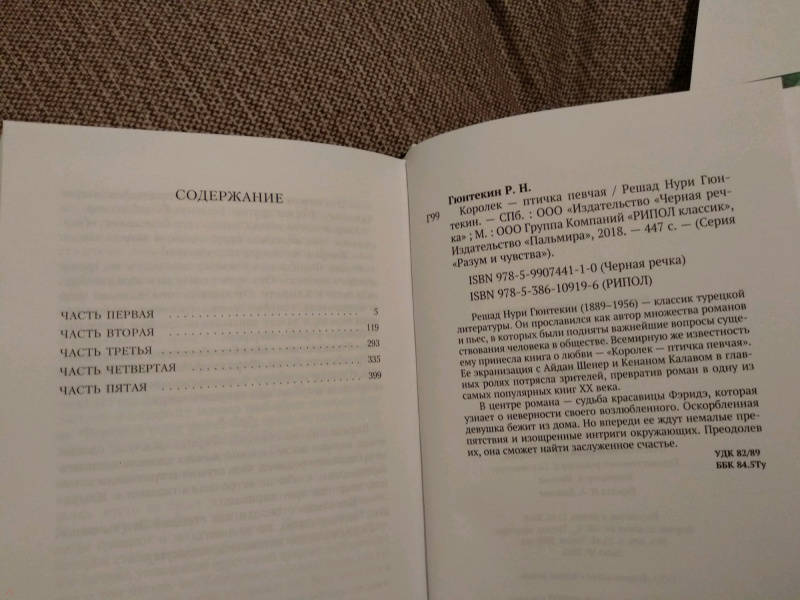 СОДЕРЖАНИЕ
ЧАСТЬ ПЕРВАЯ . . . . . . . . . . . . . . . . . . . . . . . . . . . . 5
ЧАСТЬ ВТОРАЯ . . . . . . . . . . . . . . . . . . . . . . . . . . . . 119
ЧАСТЬ ТРЕТЬЯ . . . . . . . . . . . . . . . . . . . . . . . . . . . . 293
ЧАСТЬ ЧЕТВЕРТАЯ . . . . . . . . . . . . . . . . . . . . . . . . 335
ЧАСТЬ ПЯТАЯ . . . . . . . . . . . . . . . . . . . . . . . . . . . . . 399
Гюнтекин Р. Н.
Г99 Королек — птичка певчая / Решад Нури Гюн-
текин. — СПб. : ООО «Издательство «Черная реч-
ка» ; М. : ООО Группа Компаний «РИПОЛ классик»,
Издательство «Пальмира», 2018. — 447 с. — (Серия
«Разум и чувства»).
ISBN 978-5-9907441-1-0 (Черная речка)
ISBN 978-5-386-10919-6 (РИПОЛ)
Решад Нури Гюнтекин (1889–1956) — классик турецкой
литературы. Он прославился как автор множества романов
и пьес, в которых были подняты важнейшие вопросы суще-
ствования человека в обществе. Всемирную же известность
ему принесла книга о любви — «Королек — птичка певчая».
Ее экранизация с Айдан Шенер и Кенаном Калавом в глав-
ных ролях потрясла зрителей, превратив роман в одну из
самых популярных книг XX века.
В центре романа — судьба красавицы Фэридэ, которая
узнает о неверности своего возлюбленного. Оскорбленная
девушка бежит из дома. Но впереди ее ждут немалые пре-
пятствия и изощренные интриги окружающих. Преодолев
их, она сможет найти заслуженное счастье.
УДК 82/89
ББК 84.5Ту